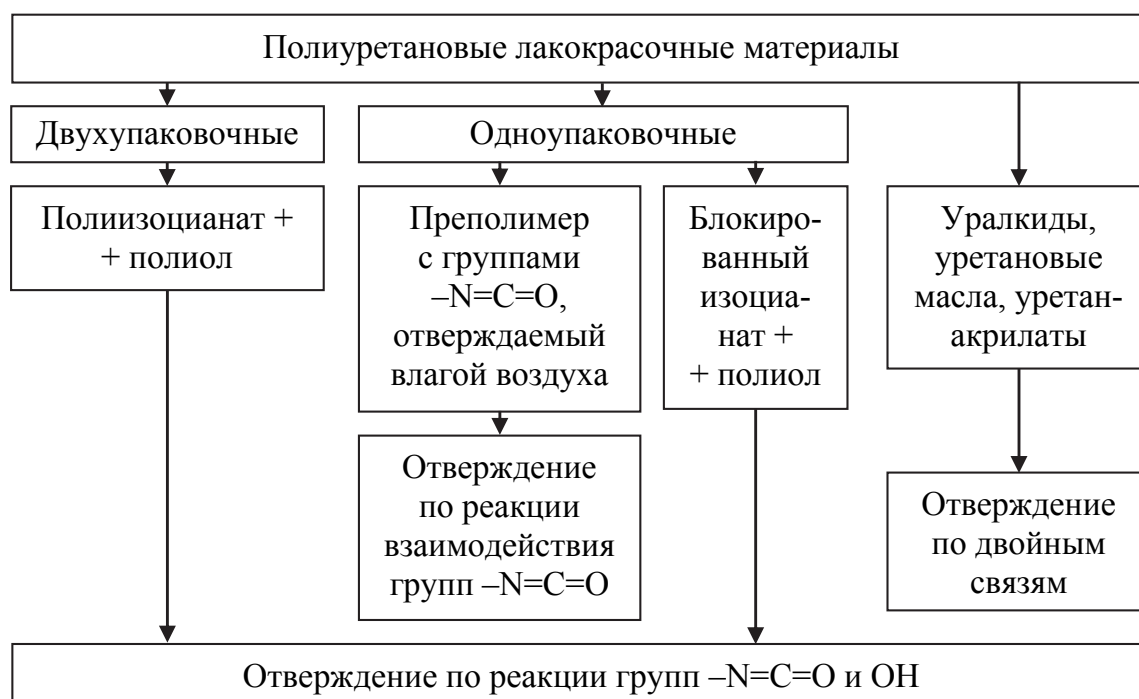 Полиуретановые лакокрасочные материалы
Двухупаковочные
Одноупаковочные
Полиизоцианат +
+ полиол
Преполимер
с группами
–N=C=O,
отверждаемый
влагой воздуха
Блокиро-
ванный
изоциа-
нат +
+ полиол
Уралкиды,
уретановые
масла, уретан-
акрилаты
Отверждение
по реакции
взаимодействия
групп –N=C=O
Отверждение
по двойным
связям
Отверждение по реакции групп –N=C=O и OH